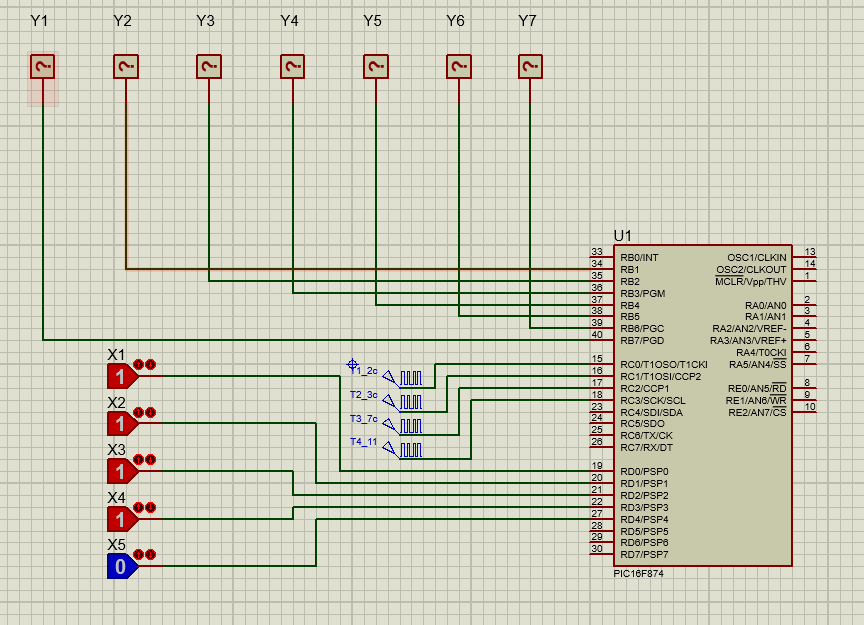 Y1 Y2 Y3 Y4 Y5 Y6 Y7
? ? ? ? ? ? ?
U1
33 RB0/INT OSC1/CLKIN 13
34 RB1 OSC2/CLKOUT 14
35 RB2 MCLR/Vpp/THV 1
36 RB3/PGM
37 RB4 RA0/AN0 2
38 RB5 RA1/AN1 3
39 RB6/PGC RA2/AN2/VREF- 4
40 RB7/PGD RA3/AN3/VREF+ 5
RA4/T0CKI 6
15 RC0/T1OSO/T1CKI RA5/AN4/SS 7
16 RC1/T1OSI/CCP2
17 RC2/CCP1 RE0/AN5/RD 8
18 RC3/SCK/SCL RE1/AN6/WR 9
23 RC4/SDI/SDA RE2/AN7/CS 10
24 RC5/SDO
25 RC6/TX/CK
26 RC7/RX/DT
19 RD0/PSP0
20 RD1/PSP1
21 RD2/PSP2
22 RD3/PSP3
27 RD4/PSP4
28 RD5/PSP5
29 RD6/PSP6
30 RD7/PSP7
PIC16F874
T1_2c
T2_3c
T3_7c
T4_11
X1
1
X2
1
X3
1
X4
1
X5
0